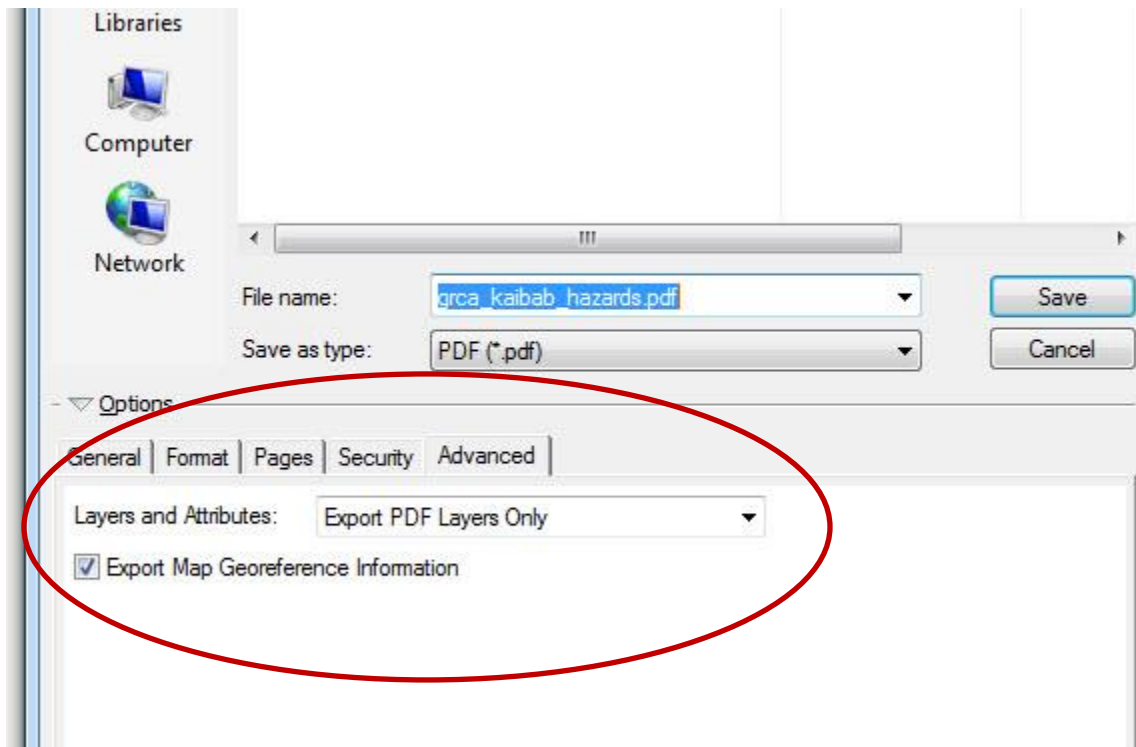 Libraries
Computer
Network
File name: grca_kaibab_hazards.pdf Save
Save as type: PDF (*.pdf) Cancel
Options
General Format Pages Security Advanced
Layers and Attributes: Export PDF Layers Only
Export Map Georeference Information